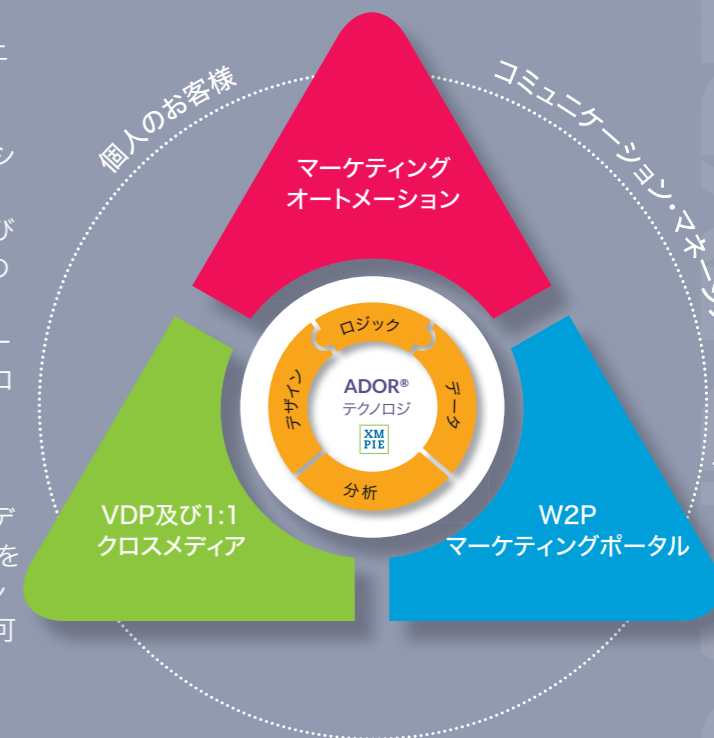 個人のお客様
コミュニケーション・マネージ
マーケティング
オートメーション
ロジック
デザイン
データ
分析
ADOR®
テクノロジ
XM
PIE
VDP及び1:1
クロスメディア
W2P
マーケティングポータル